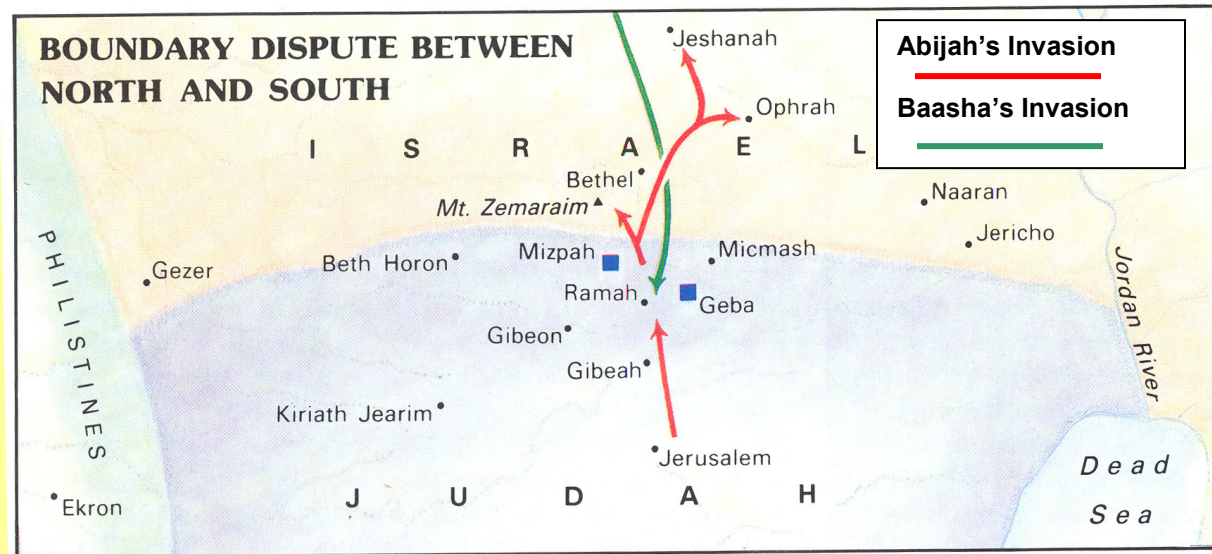 BOUNDARY DISPUTE BETWEEN
NORTH AND SOUTH
Abijah's Invasion
Baasha's Invasion
Jeshanah
Ophrah
I S R A E L
Bethel
Mt. Zemaraim
Naaran
Jericho
PHILISTINES
Gezer
Beth Horon
Mizpah
Micmash
Ramah
Geba
Jordan River
Gibeon
Gibeah
Kiriath Jearim
Jerusalem
Ekron
J U D A H
Dead
Sea